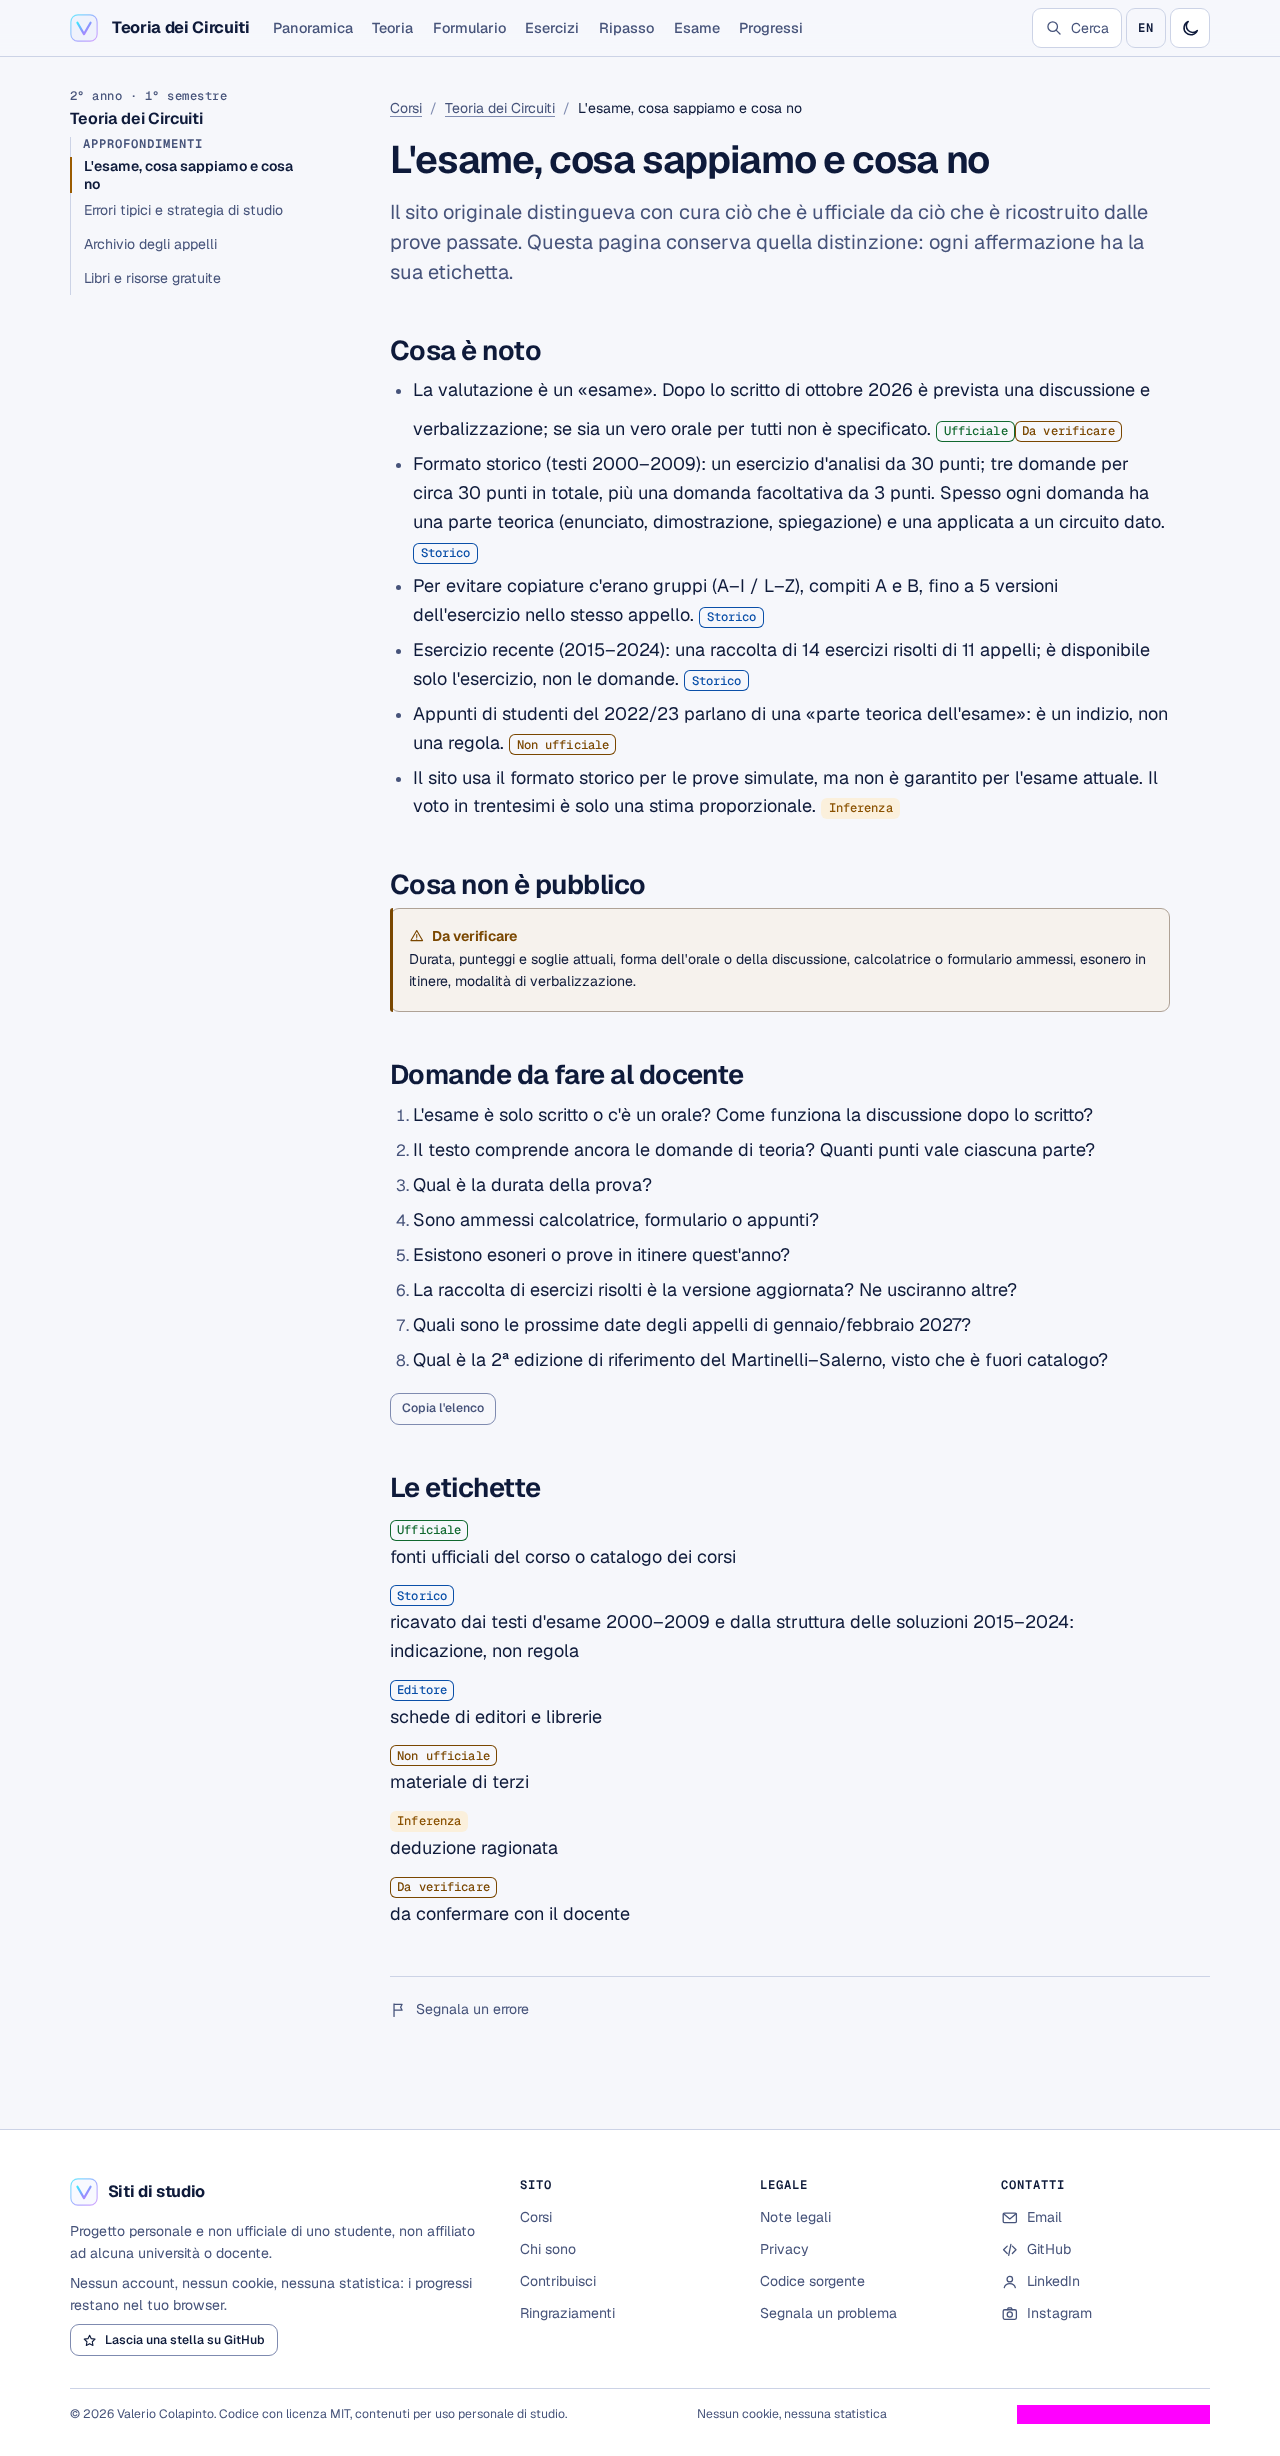 Teoria dei Circuiti Panoramica Teoria Formulario Esercizi Ripasso Esame Progressi Cerca EN
2º anno · 1º semestre
Teoria dei Circuiti
APPROFONDIMENTI
L'esame, cosa sappiamo e cosa
no
Errori tipici e strategia di studio
Archivio degli appelli
Libri e risorse gratuite
Corsi / Teoria dei Circuiti / L'esame, cosa sappiamo e cosa no
L'esame, cosa sappiamo e cosa no
Il sito originale distingueva con cura ciò che è ufficiale da ciò che è ricostruito dalle
prove passate. Questa pagina conserva quella distinzione: ogni affermazione ha la
sua etichetta.
Cosa è noto
• La valutazione è un «esame». Dopo lo scritto di ottobre 2026 è prevista una discussione e
verbalizzazione; se sia un vero orale per tutti non è specificato. Ufficiale Da verificare
• Formato storico (testi 2000–2009): un esercizio d'analisi da 30 punti; tre domande per
circa 30 punti in totale, più una domanda facoltativa da 3 punti. Spesso ogni domanda ha
una parte teorica (enunciato, dimostrazione, spiegazione) e una applicata a un circuito dato.
Storico
• Per evitare copiature c'erano gruppi (A–I / L–Z), compiti A e B, fino a 5 versioni
dell'esercizio nello stesso appello. Storico
• Esercizio recente (2015–2024): una raccolta di 14 esercizi risolti di 11 appelli; è disponibile
solo l'esercizio, non le domande. Storico
• Appunti di studenti del 2022/23 parlano di una «parte teorica dell'esame»: è un indizio, non
una regola. Non ufficiale
• Il sito usa il formato storico per le prove simulate, ma non è garantito per l'esame attuale. Il
voto in trentesimi è solo una stima proporzionale. Inferenza
Cosa non è pubblico
Da verificare
Durata, punteggi e soglie attuali, forma dell'orale o della discussione, calcolatrice o formulario ammessi, esonero in
itinere, modalità di verbalizzazione.
Domande da fare al docente
1. L'esame è solo scritto o c'è un orale? Come funziona la discussione dopo lo scritto?
2. Il testo comprende ancora le domande di teoria? Quanti punti vale ciascuna parte?
3. Qual è la durata della prova?
4. Sono ammessi calcolatrice, formulario o appunti?
5. Esistono esoneri o prove in itinere quest'anno?
6. La raccolta di esercizi risolti è la versione aggiornata? Ne usciranno altre?
7. Quali sono le prossime date degli appelli di gennaio/febbraio 2027?
8. Qual è la 2ª edizione di riferimento del Martinelli–Salerno, visto che è fuori catalogo?
Copia l'elenco
Le etichette
Ufficiale
fonti ufficiali del corso o catalogo dei corsi
Storico
ricavato dai testi d'esame 2000–2009 e dalla struttura delle soluzioni 2015–2024:
indicazione, non regola
Editore
schede di editori e librerie
Non ufficiale
materiale di terzi
Inferenza
deduzione ragionata
Da verificare
da confermare con il docente
Segnala un errore
Siti di studio
Progetto personale e non ufficiale di uno studente, non affiliato
ad alcuna università o docente.
Nessun account, nessun cookie, nessuna statistica: i progressi
restano nel tuo browser.
Lascia una stella su GitHub
SITO
Corsi
Chi sono
Contribuisci
Ringraziamenti
LEGALE
Note legali
Privacy
Codice sorgente
Segnala un problema
CONTATTI
Email
GitHub
LinkedIn
Instagram
© 2026 Valerio Colapinto. Codice con licenza MIT, contenuti per uso personale di studio. Nessun cookie, nessuna statistica